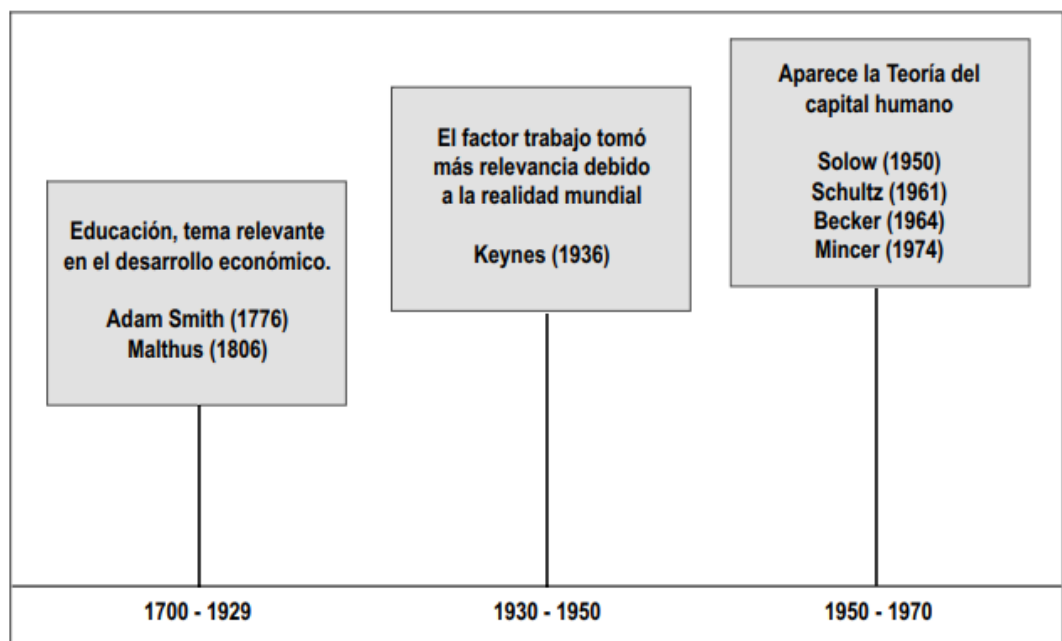 Educación, tema relevante
en el desarrollo económico.
Adam Smith (1776)
Malthus (1806)
El factor trabajo tomó
más relevancia debido
a la realidad mundial
Keynes (1936)
Aparece la Teoría del
capital humano
Solow (1950)
Schultz (1961)
Becker (1964)
Mincer (1974)
1700 - 1929
1930 - 1950
1950 - 1970